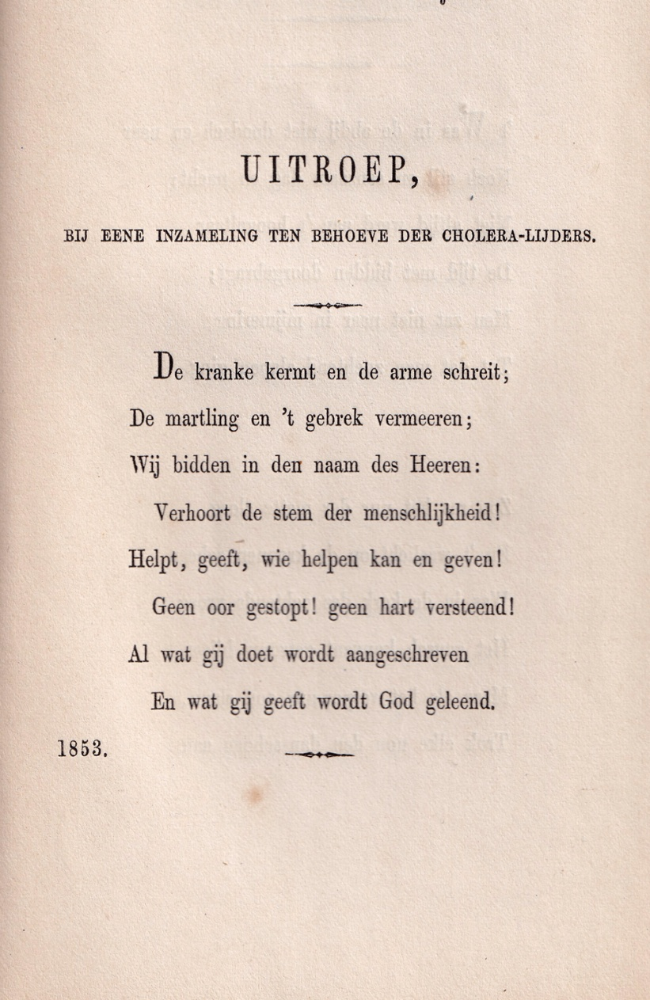 UITROEP,
BIJ EENE INZAMELING TEN BEHOEVE DER CHOLERA-LIJDERS.
De kranke kermt en de arme schreit;
De martling en 't gebrek vermeeren;
Wij bidden in den naam des Heeren:
Verhoort de stem der menschlijkheid!
Helpt, geeft, wie helpen kan en geven!
Geen oor gestopt! geen hart versteend!
Al wat gij doet wordt aangeschreven
En wat gij geeft wordt God geleend.
1853.